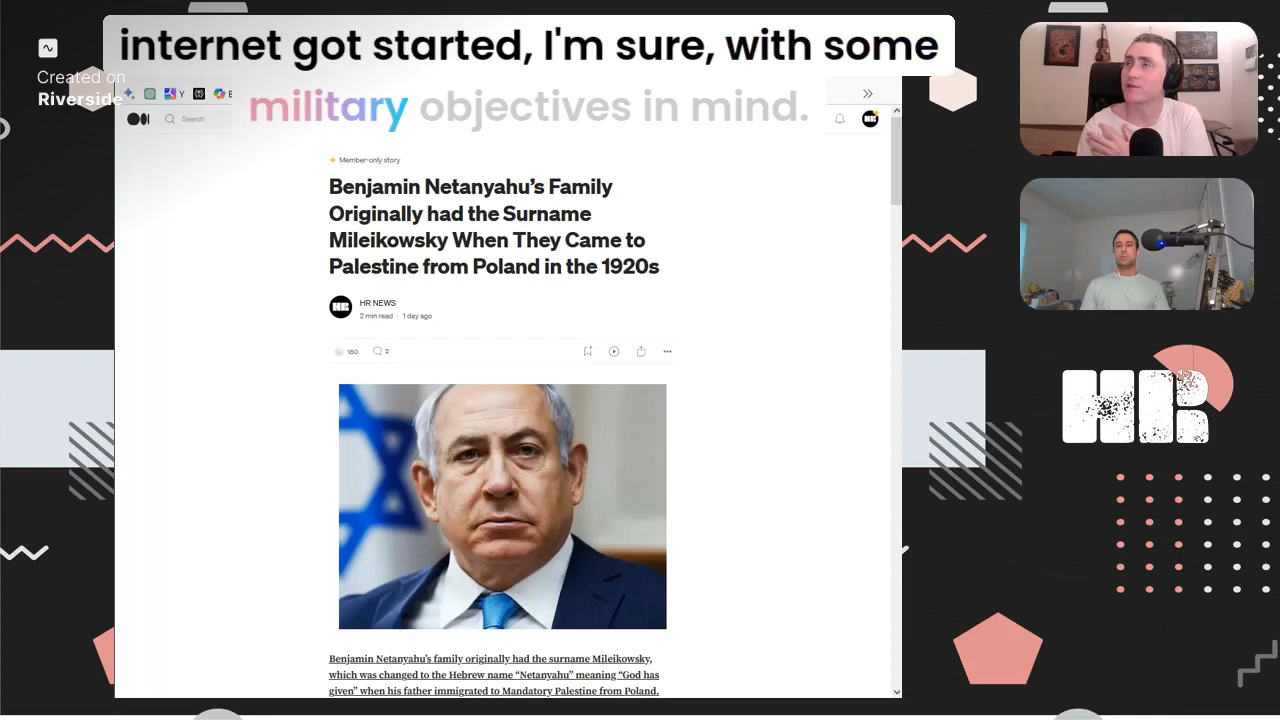 internet got started, I'm sure, with some
military objectives in mind.
Created on
Riverside
Y
Search
HR
Member-only story
Benjamin Netanyahu's Family
Originally had the Surname
Mileikowsky When They Came to
Palestine from Poland in the 1920s
HR
HR NEWS
2 min read · 1 day ago
180
2
HR
Benjamin Netanyahu's family originally had the surname Mileikowsky,
which was changed to the Hebrew name “Netanyahu” meaning “God has
given” when his father immigrated to Mandatory Palestine from Poland.